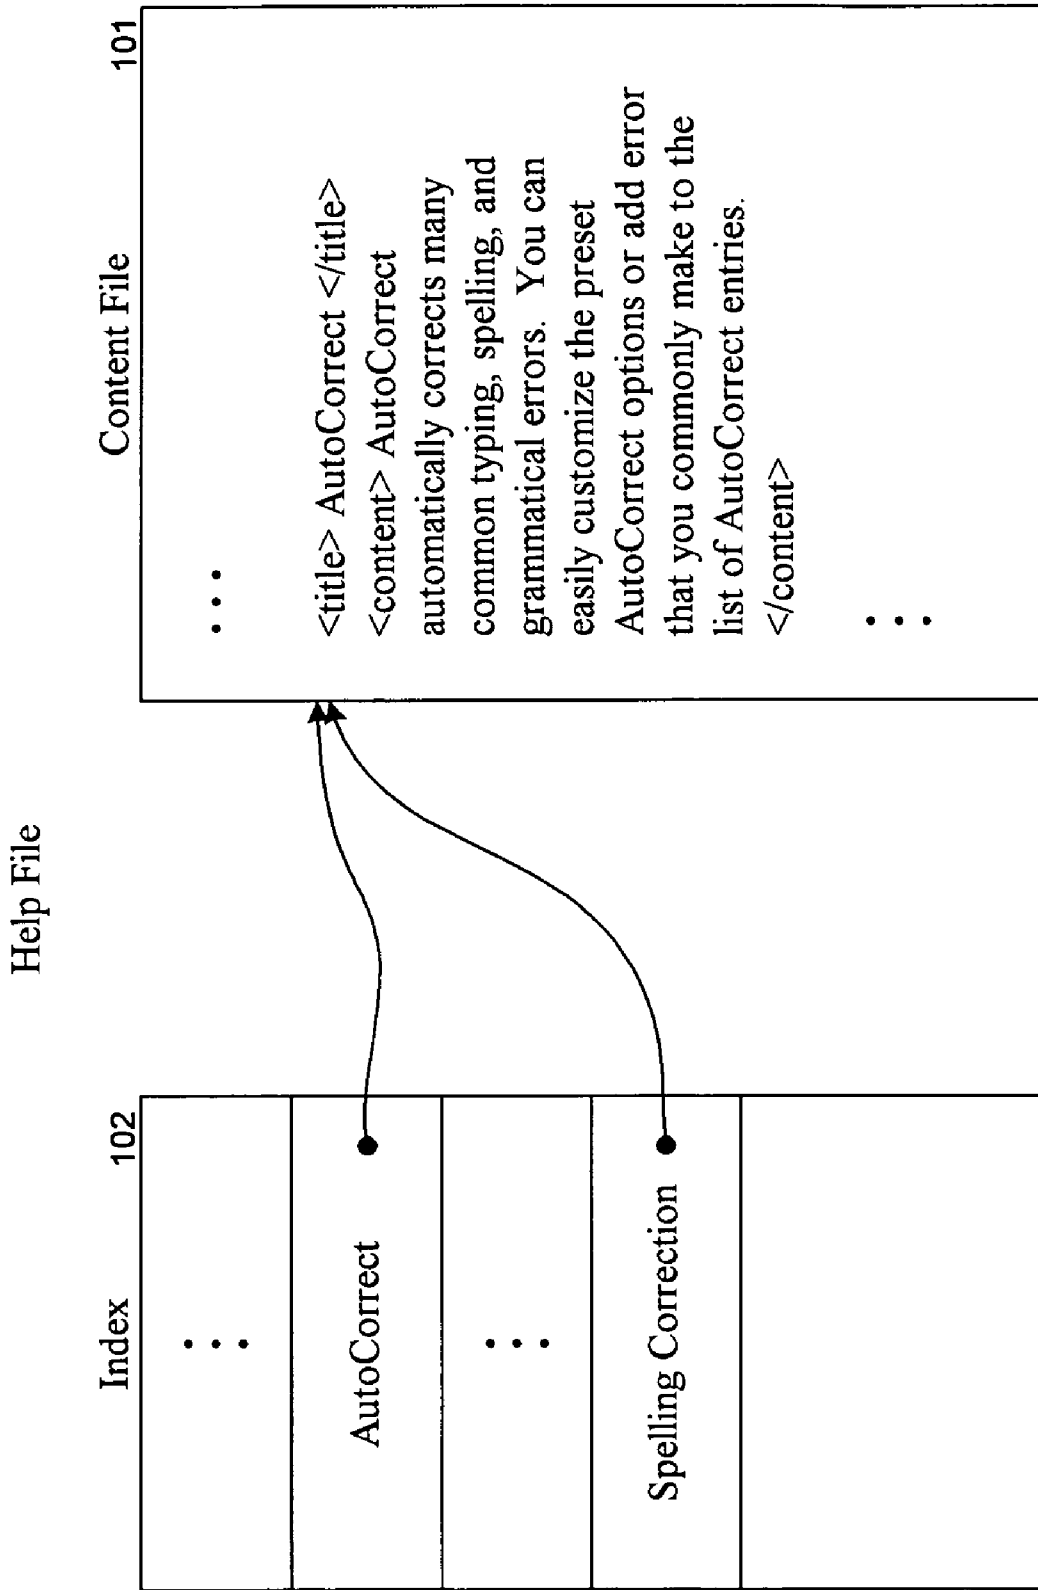 Help File
Index
102
• • •
AutoCorrect
• • •
Spelling Correction
Content File
101
• • •
<title> AutoCorrect </title>
<content> AutoCorrect
automatically corrects many
common typing, spelling, and
grammatical errors. You can
easily customize the preset
AutoCorrect options or add error
that you commonly make to the
list of AutoCorrect entries.
</content>
• • •